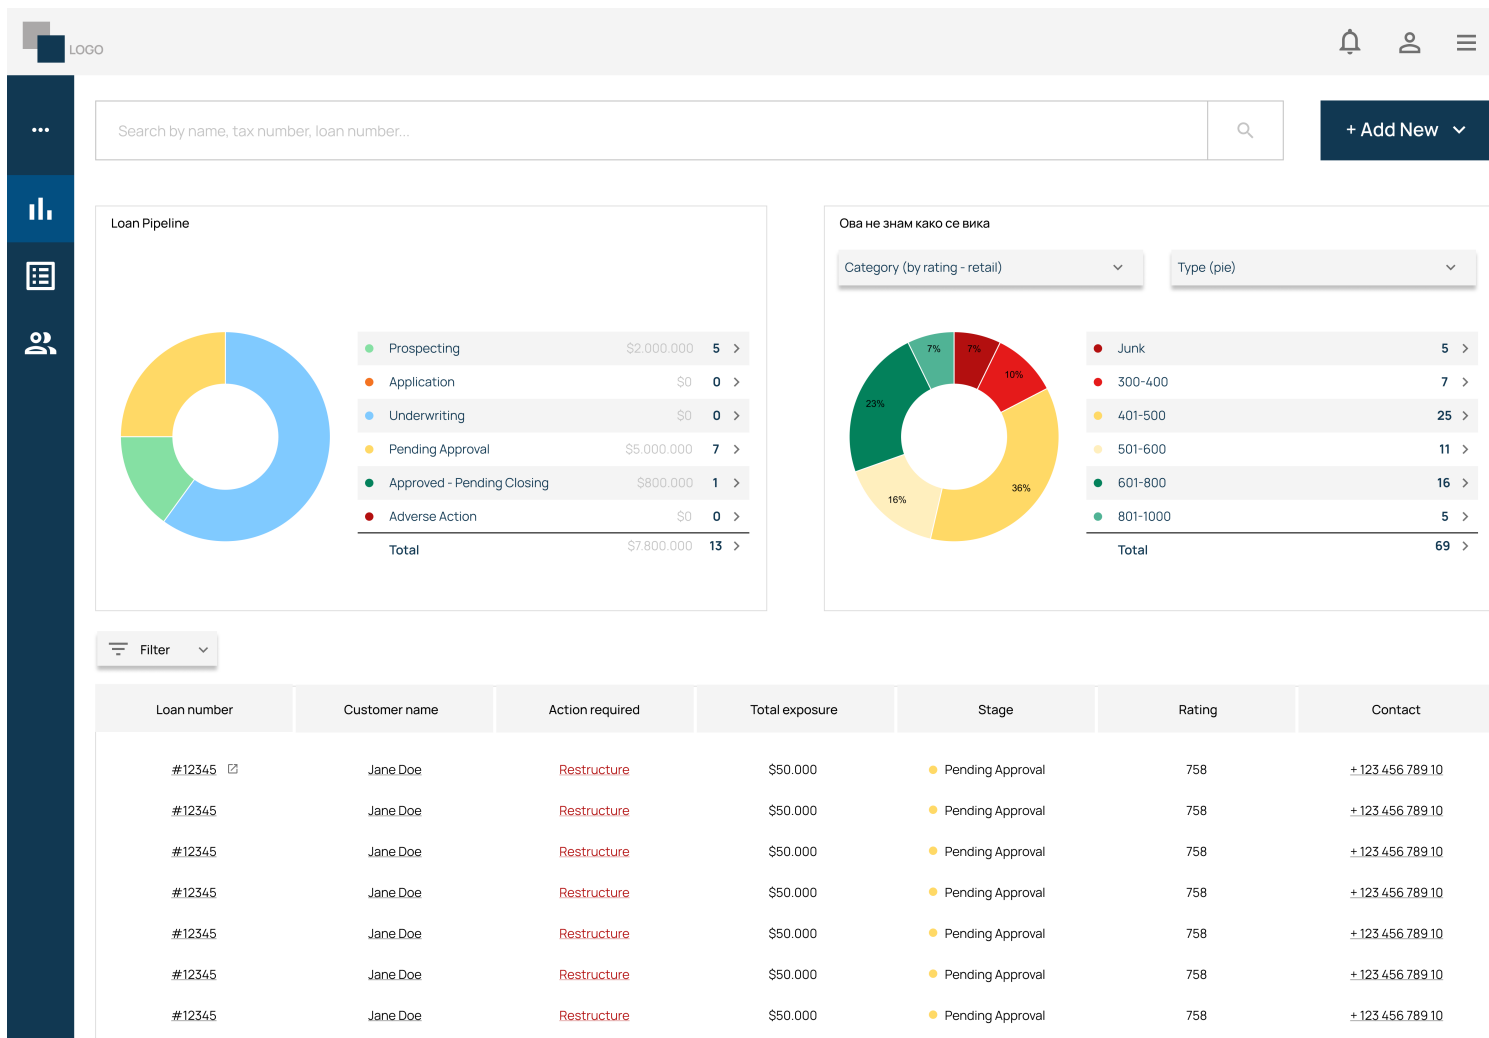 LOGO
Search by name, tax number, loan number...
+ Add New
Loan Pipeline
Prospecting $2.000.000 5
Application $0 0
Underwriting $0 0
Pending Approval $5.000.000 7
Approved - Pending Closing $800.000 1
Adverse Action $0 0
Total $7.800.000 13
Ова не знам како се вика
Category (by rating - retail)
Type (pie)
7% 7%
10%
23%
36%
16%
Junk 5
300-400 7
401-500 25
501-600 11
601-800 16
801-1000 5
Total 69
Filter
Loan number Customer name Action required Total exposure Stage Rating Contact
#12345 Jane Doe Restructure $50.000 Pending Approval 758 + 123 456 789 10
#12345 Jane Doe Restructure $50.000 Pending Approval 758 + 123 456 789 10
#12345 Jane Doe Restructure $50.000 Pending Approval 758 + 123 456 789 10
#12345 Jane Doe Restructure $50.000 Pending Approval 758 + 123 456 789 10
#12345 Jane Doe Restructure $50.000 Pending Approval 758 + 123 456 789 10
#12345 Jane Doe Restructure $50.000 Pending Approval 758 + 123 456 789 10
#12345 Jane Doe Restructure $50.000 Pending Approval 758 + 123 456 789 10